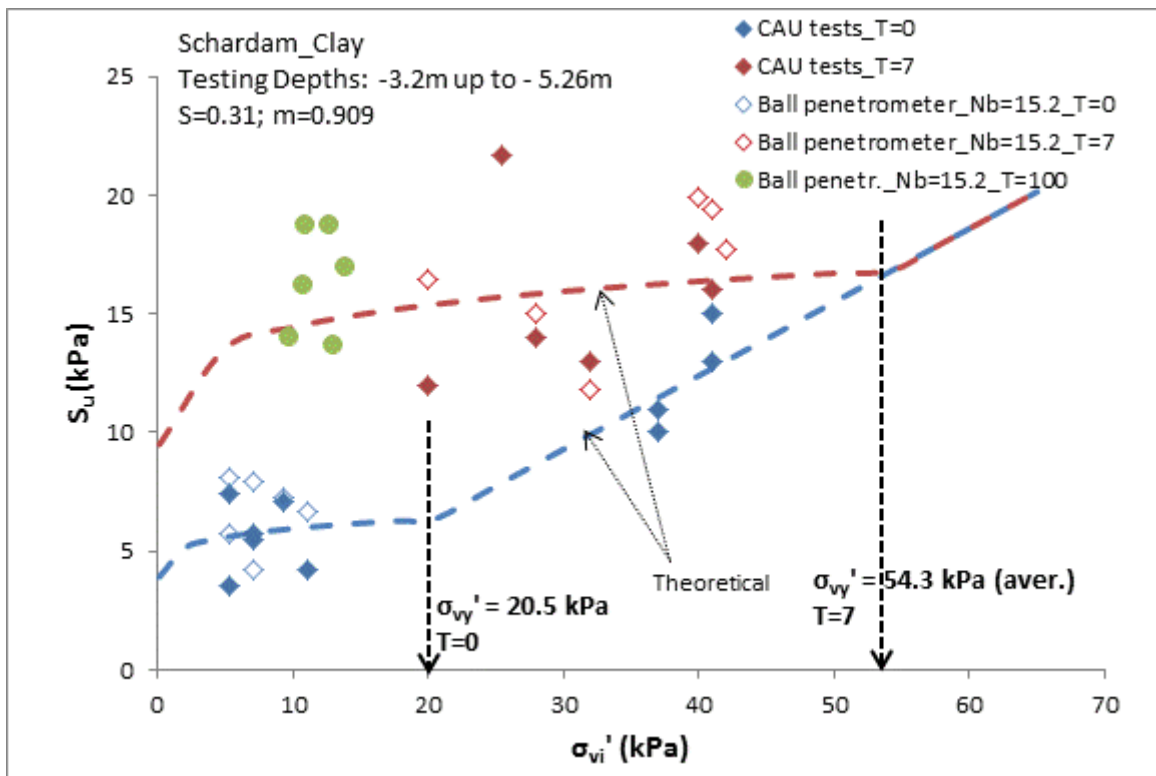 Schardam_Clay
Testing Depths: -3.2m up to - 5.26m
S=0.31; m=0.909
CAU tests_T=0
CAU tests_T=7
Ball penetrometer_Nb=15.2_T=0
Ball penetrometer_Nb=15.2_T=7
Ball penetr._Nb=15.2_T=100
25
20
15
10
5
0
Su (kPa)
Theoretical
σvy' = 20.5 kPa
T=0
σvy' = 54.3 kPa (aver.)
T=7
0 10 20 30 40 50 60 70
σvi' (kPa)